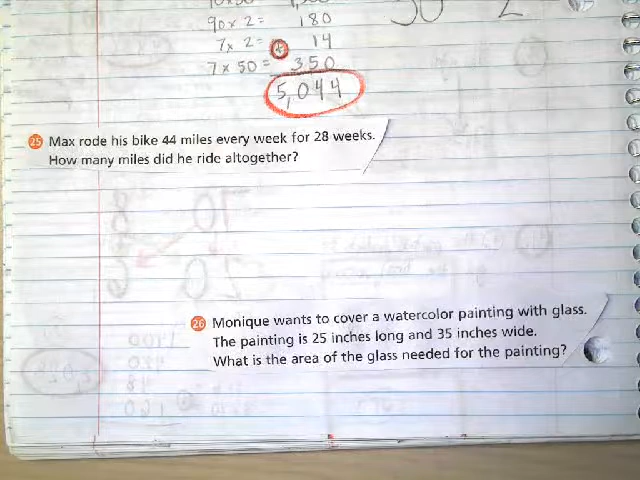 90 x 2 = 180
7 x 2 = 14
7 x 50 = 350
5,044
25 Max rode his bike 44 miles every week for 28 weeks.
How many miles did he ride altogether?
26 Monique wants to cover a watercolor painting with glass.
The painting is 25 inches long and 35 inches wide.
What is the area of the glass needed for the painting?